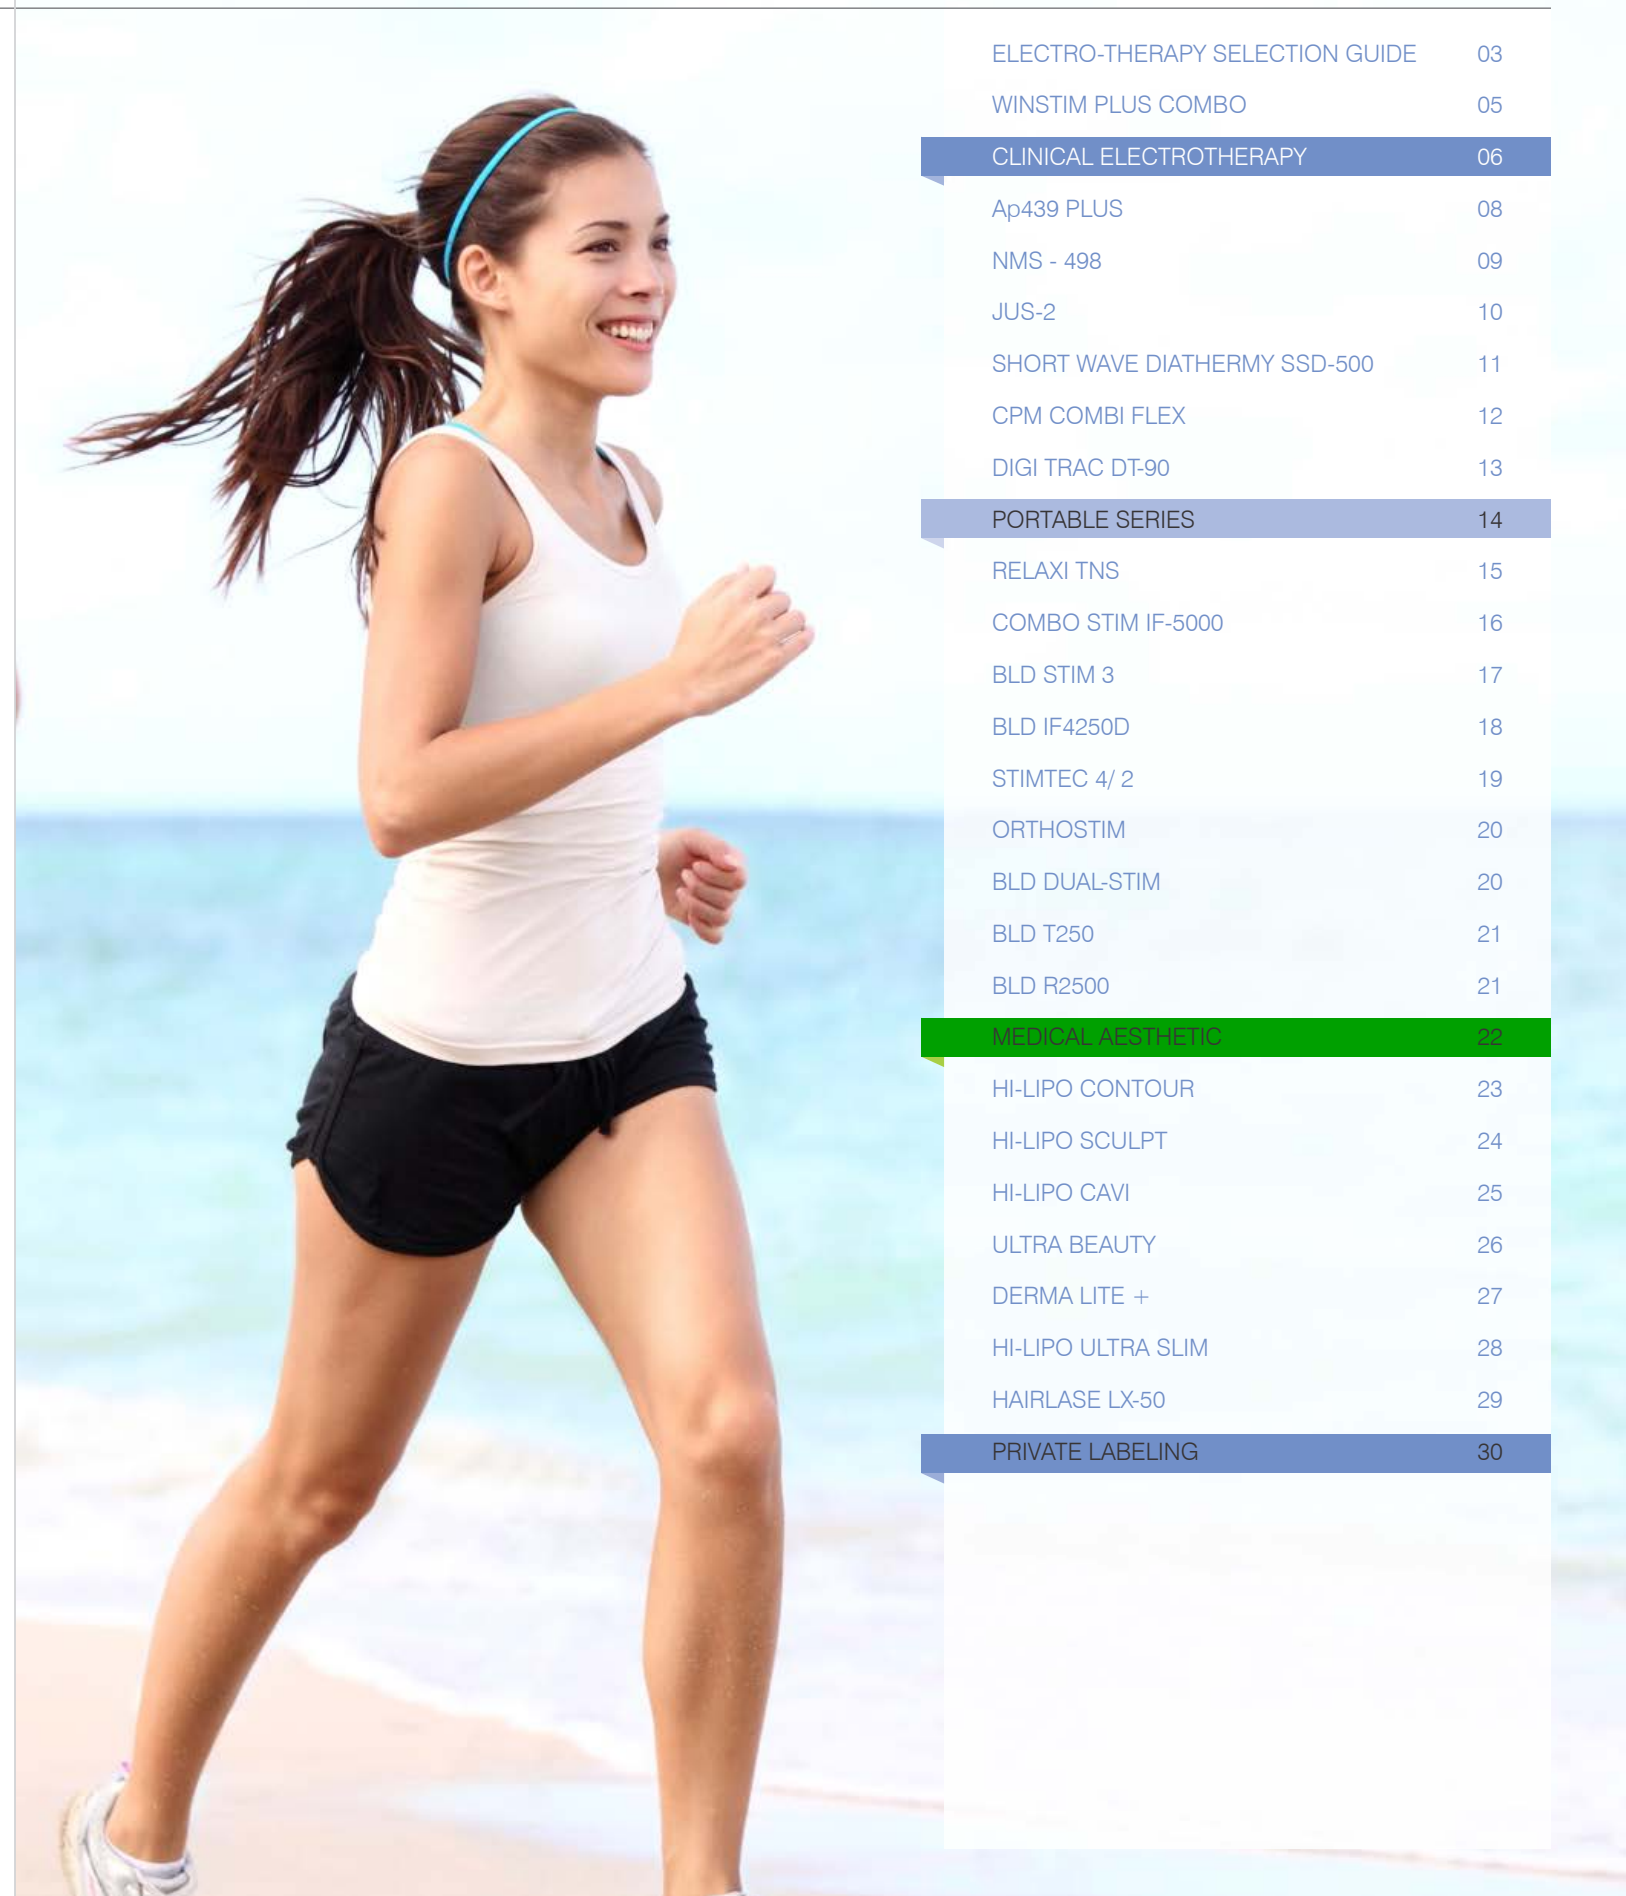 ELECTRO-THERAPY SELECTION GUIDE 03
WINSTIM PLUS COMBO 05
CLINICAL ELECTROTHERAPY 06
Ap439 PLUS 08
NMS - 498 09
JUS-2 10
SHORT WAVE DIATHERMY SSD-500 11
CPM COMBI FLEX 12
DIGI TRAC DT-90 13
PORTABLE SERIES 14
RELAXI TNS 15
COMBO STIM IF-5000 16
BLD STIM 3 17
BLD IF4250D 18
STIMTEC 4/ 2 19
ORTHOSTIM 20
BLD DUAL-STIM 20
BLD T250 21
BLD R2500 21
MEDICAL AESTHETIC 22
HI-LIPO CONTOUR 23
HI-LIPO SCULPT 24
HI-LIPO CAVI 25
ULTRA BEAUTY 26
DERMA LITE + 27
HI-LIPO ULTRA SLIM 28
HAIRLASE LX-50 29
PRIVATE LABELING 30